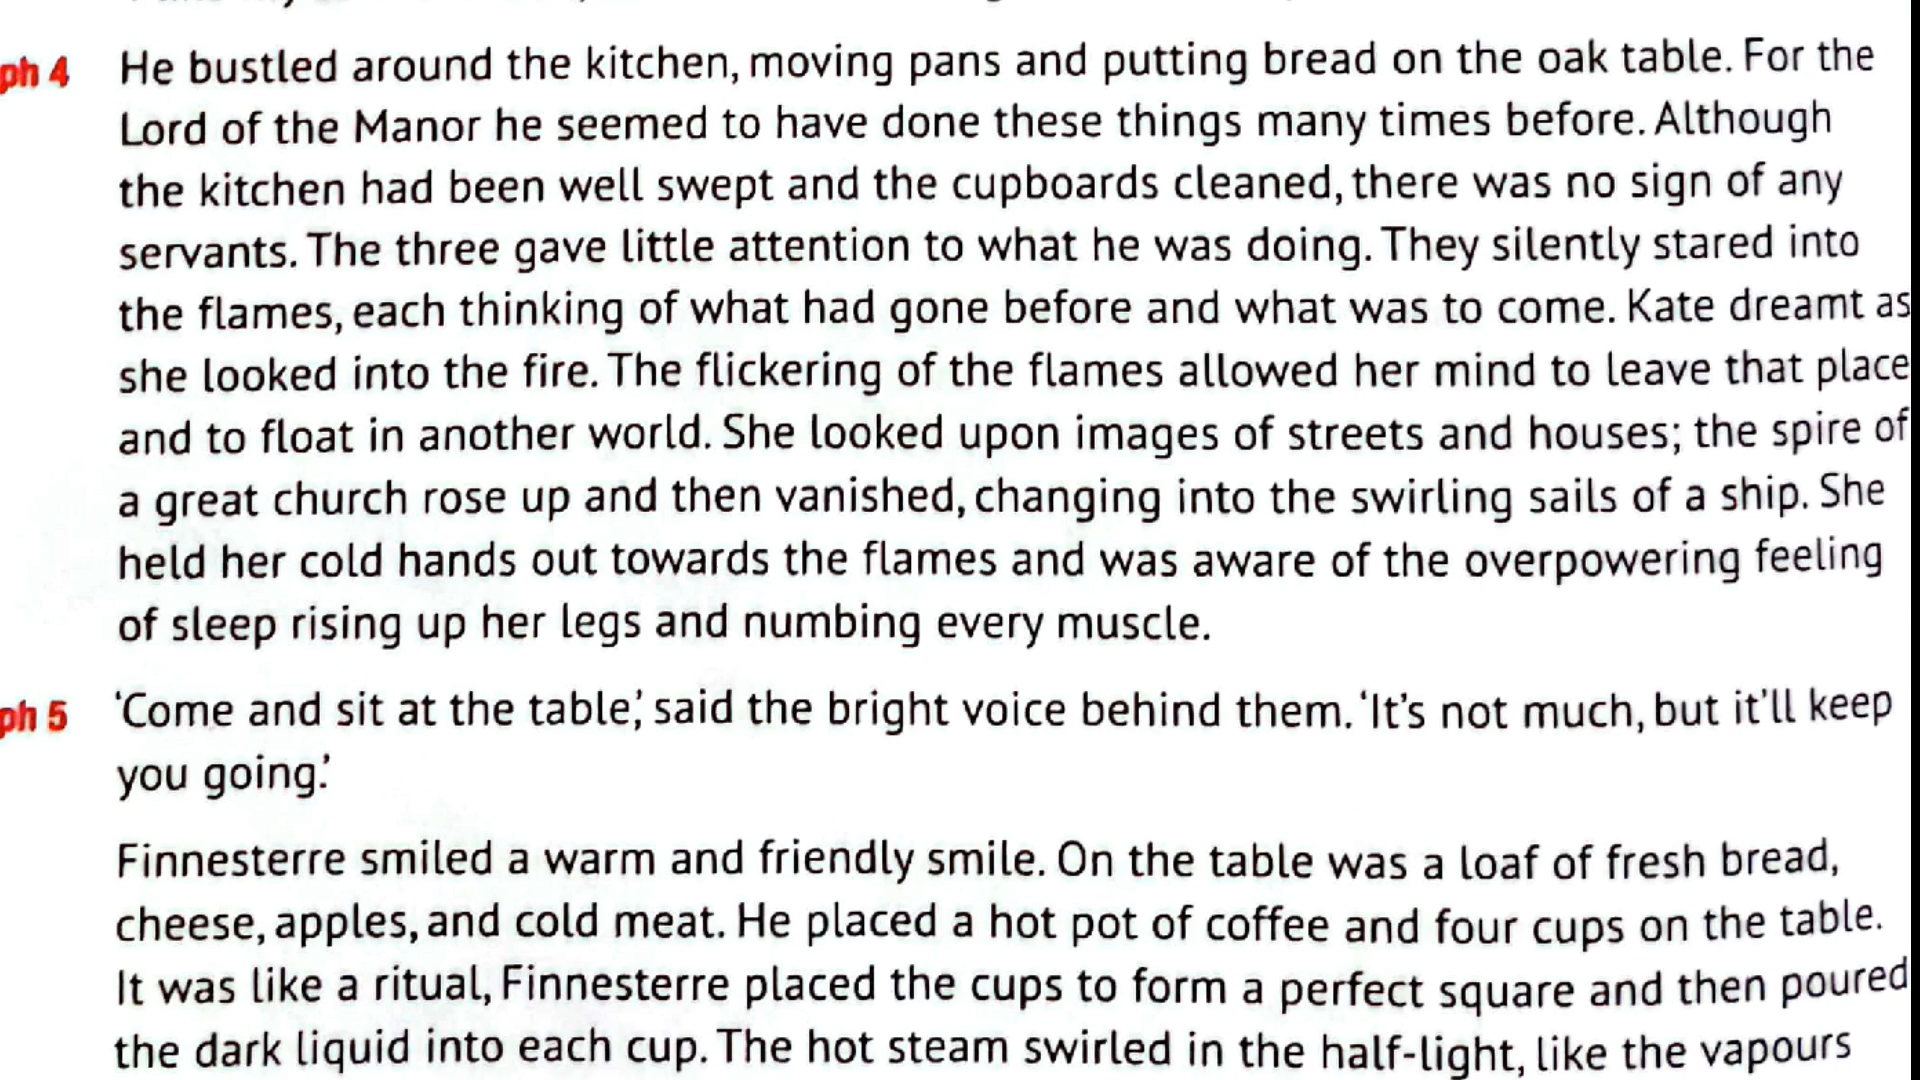 ph 4 He bustled around the kitchen, moving pans and putting bread on the oak table. For the
Lord of the Manor he seemed to have done these things many times before. Although
the kitchen had been well swept and the cupboards cleaned, there was no sign of any
servants. The three gave little attention to what he was doing. They silently stared into
the flames, each thinking of what had gone before and what was to come. Kate dreamt as
she looked into the fire. The flickering of the flames allowed her mind to leave that place
and to float in another world. She looked upon images of streets and houses; the spire of
a great church rose up and then vanished, changing into the swirling sails of a ship. She
held her cold hands out towards the flames and was aware of the overpowering feeling
of sleep rising up her legs and numbing every muscle.
ph 5 ‘Come and sit at the table,’ said the bright voice behind them. ‘It’s not much, but it’ll keep
you going.’
Finnesterre smiled a warm and friendly smile. On the table was a loaf of fresh bread,
cheese, apples, and cold meat. He placed a hot pot of coffee and four cups on the table.
It was like a ritual, Finnesterre placed the cups to form a perfect square and then poured
the dark liquid into each cup. The hot steam swirled in the half-light, like the vapours